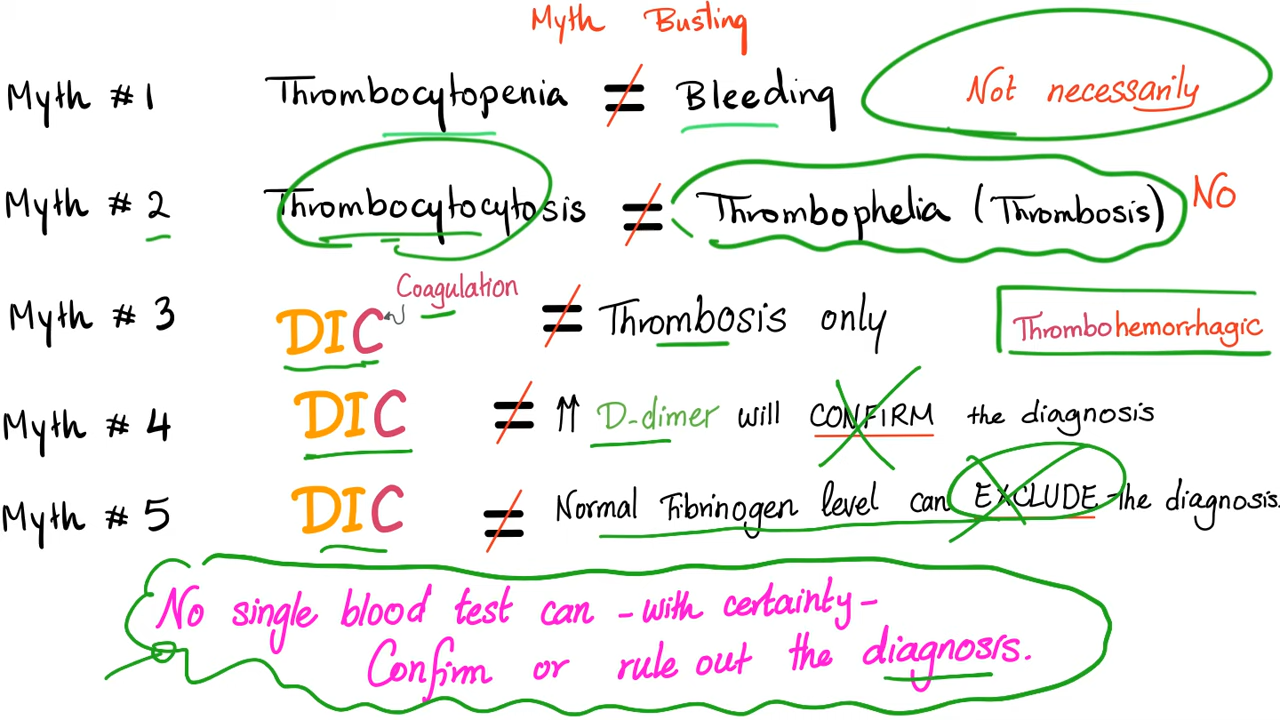 Myth Busting
Myth # 1 Thrombocytopenia ≠ Bleeding Not necessarily
Myth # 2 Thrombocytocytosis ≠ Thrombophelia (Thrombosis) NO
Coagulation
Myth # 3 DIC ≠ Thrombosis only Thrombohemorrhagic
Myth # 4 DIC ≠ ⇈ D-dimer will CONFIRM the diagnosis
Myth # 5 DIC ≠ Normal Fibrinogen level can EXCLUDE the diagnosis.
No single blood test can - with certainty -
Confirm or rule out the diagnosis.